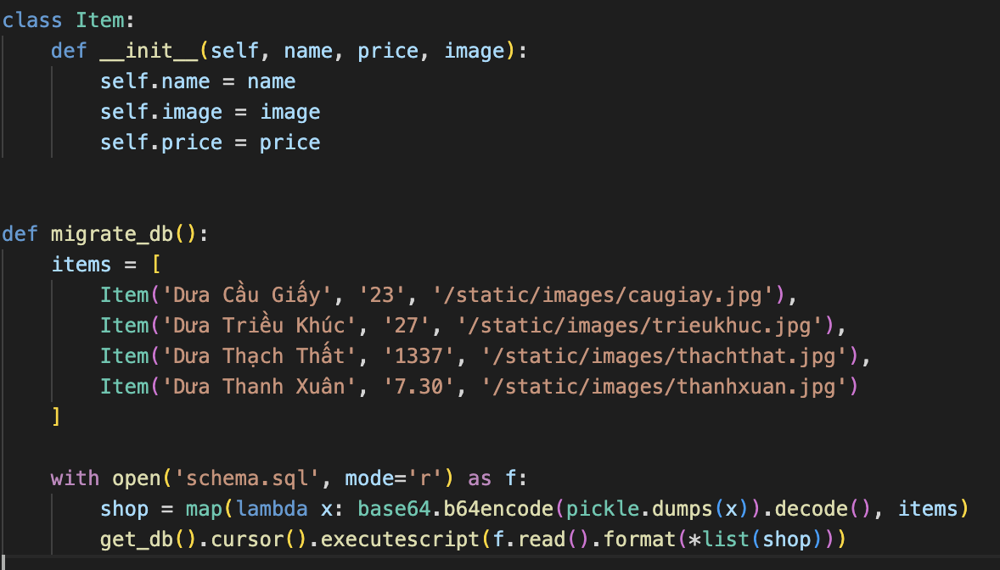 class Item:
    def __init__(self, name, price, image):
        self.name = name
        self.image = image
        self.price = price
def migrate_db():
    items = [
        Item('Dưa Cầu Giấy', '23', '/static/images/caugiay.jpg'),
        Item('Dưa Triều Khúc', '27', '/static/images/trieukhuc.jpg'),
        Item('Dưa Thạch Thất', '1337', '/static/images/thachthat.jpg'),
        Item('Dưa Thanh Xuân', '7.30', '/static/images/thanhxuan.jpg')
    ]
    with open('schema.sql', mode='r') as f:
        shop = map(lambda x: base64.b64encode(pickle.dumps(x)).decode(), items)
        get_db().cursor().executescript(f.read().format(*list(shop)))